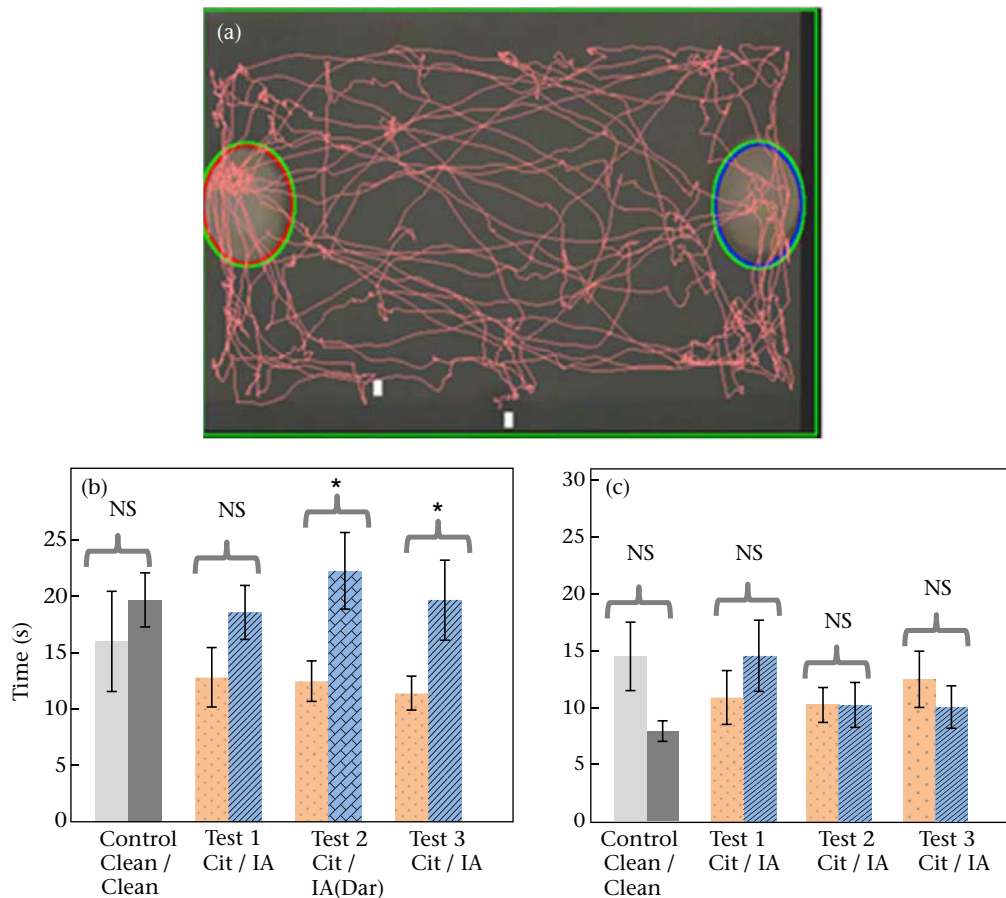 (a)
(b)
NS
NS
*
*
25
20
15
10
5
0
Time (s)
Control
Clean /
Clean
Test 1
Cit / IA
Test 2
Cit /
IA(Dar)
Test 3
Cit / IA
(c)
NS
NS
NS
NS
30
25
20
15
10
5
0
Control
Clean /
Clean
Test 1
Cit / IA
Test 2
Cit / IA
Test 3
Cit / IA